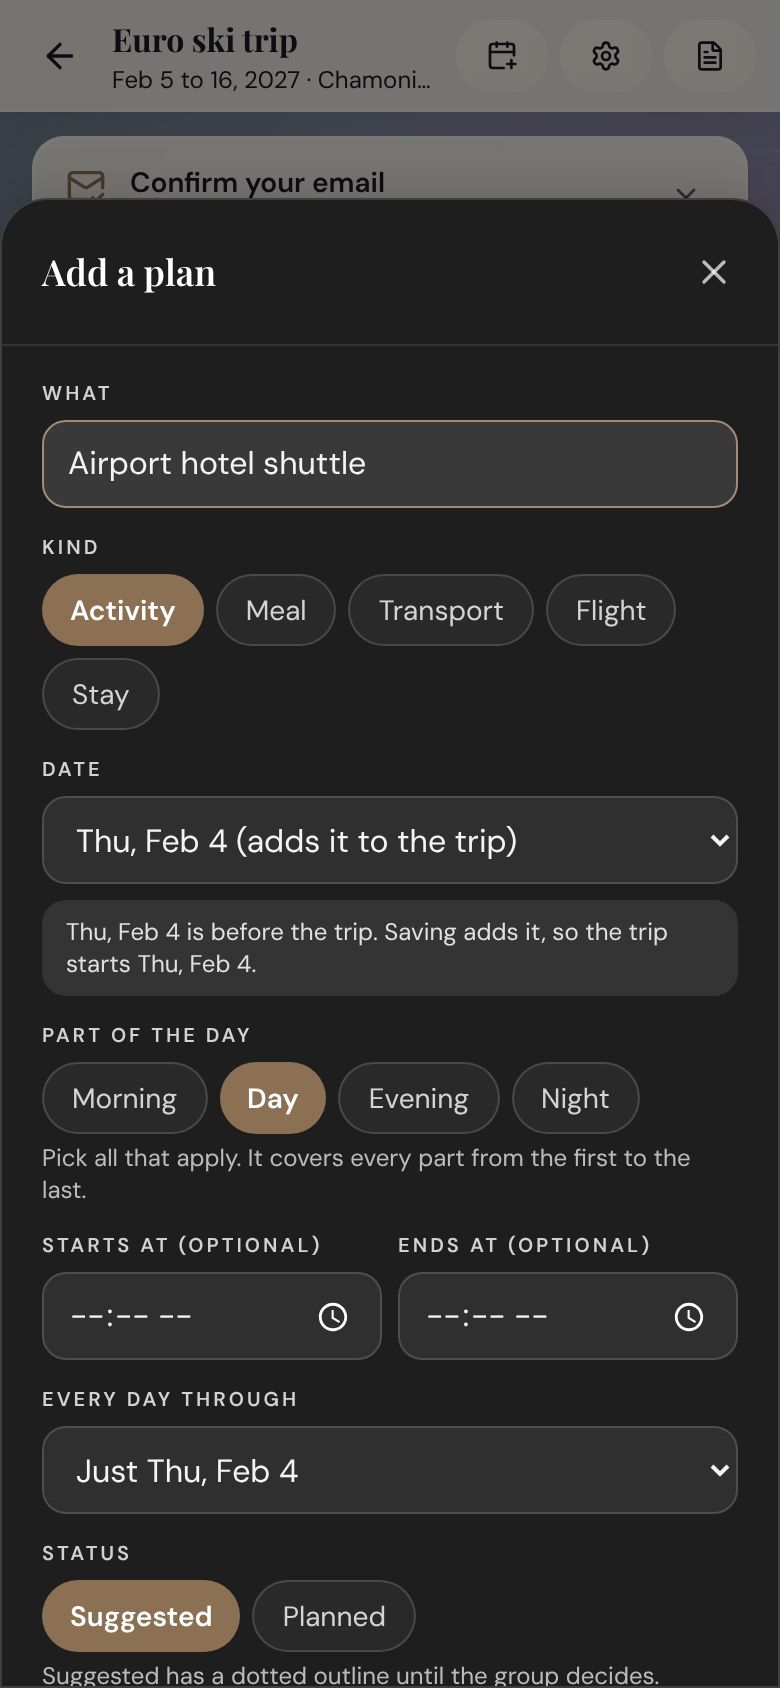 Euro ski trip
Feb 5 to 16, 2027 · Chamoni...
Confirm your email
Add a plan
WHAT
Airport hotel shuttle
KIND
Activity
Meal
Transport
Flight
Stay
DATE
Thu, Feb 4 (adds it to the trip)
Thu, Feb 4 is before the trip. Saving adds it, so the trip
starts Thu, Feb 4.
PART OF THE DAY
Morning
Day
Evening
Night
Pick all that apply. It covers every part from the first to the
last.
STARTS AT (OPTIONAL)
ENDS AT (OPTIONAL)
--:-- --
--:-- --
EVERY DAY THROUGH
Just Thu, Feb 4
STATUS
Suggested
Planned
Suggested has a dotted outline until the group decides.